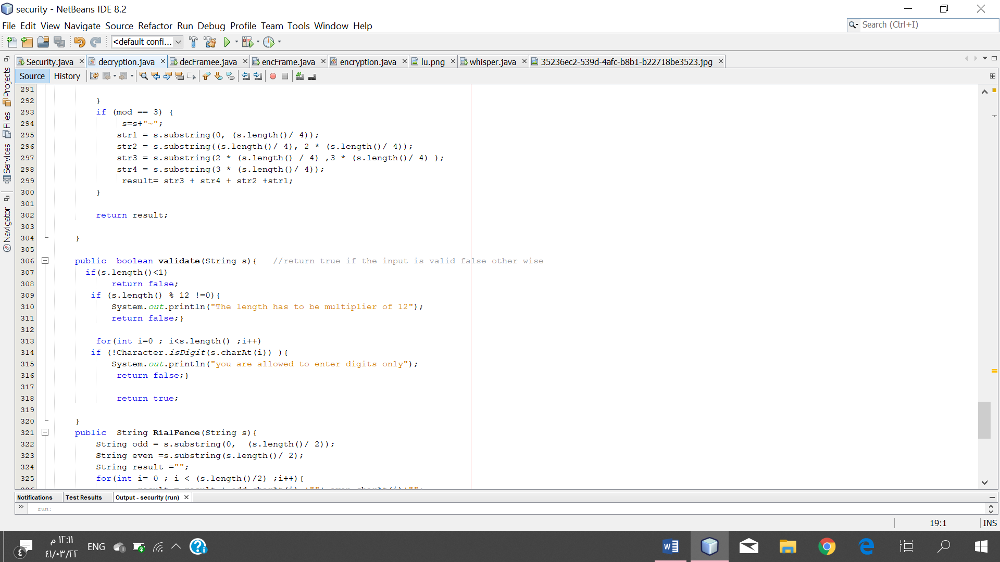 security - NetBeans IDE 8.2
File Edit View Navigate Source Refactor Run Debug Profile Team Tools Window Help
Search (Ctrl+I)
<default confi...
Security.java decryption.java decFramee.java encFrame.java encryption.java lu.png whisper.java 35236ec2-539d-4afc-b8b1-b22718be3523.jpg
Source History
Projects
Files
Services
Navigator
291
292 }
293 if (mod == 3) {
294 s=s+"~";
295 str1 = s.substring(0, (s.length()/ 4));
296 str2 = s.substring((s.length()/ 4), 2 * (s.length()/ 4));
297 str3 = s.substring(2 * (s.length() / 4) ,3 * (s.length()/ 4) );
298 str4 = s.substring(3 * (s.length()/ 4));
299 result= str3 + str4 + str2 +str1;
300 }
301
302 return result;
303
304 }
305
306 public boolean validate(String s){ //return true if the input is valid false other wise
307 if(s.length()<1)
308 return false;
309 if (s.length() % 12 !=0){
310 System.out.println("The length has to be multiplier of 12");
311 return false;}
312
313 for(int i=0 ; i<s.length() ;i++)
314 if (!Character.isDigit(s.charAt(i)) ){
315 System.out.println("you are allowed to enter digits only");
316 return false;}
317
318 return true;
319
320 }
321 public String RialFence(String s){
322 String odd = s.substring(0, (s.length()/ 2));
323 String even =s.substring(s.length()/ 2);
324 String result ="";
325 for(int i= 0 ; i < (s.length()/2) ;i++){
Notifications Test Results Output - security (run)
run:
19:1 INS
١٢:١١ م
٤١/٠٣/٢٢
ENG
٤